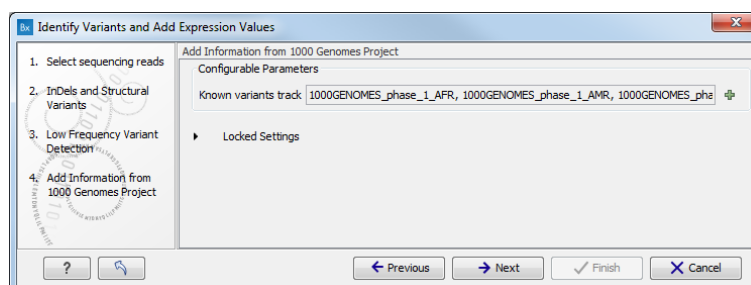 Bx Identify Variants and Add Expression Values
1. Select sequencing reads
2. InDels and Structural
Variants
3. Low Frequency Variant
Detection
4. Add Information from
1000 Genomes Project
Add Information from 1000 Genomes Project
Configurable Parameters
Known variants track 1000GENOMES_phase_1_AFR, 1000GENOMES_phase_1_AMR, 1000GENOMES_pha
Locked Settings
? Previous Next Finish Cancel